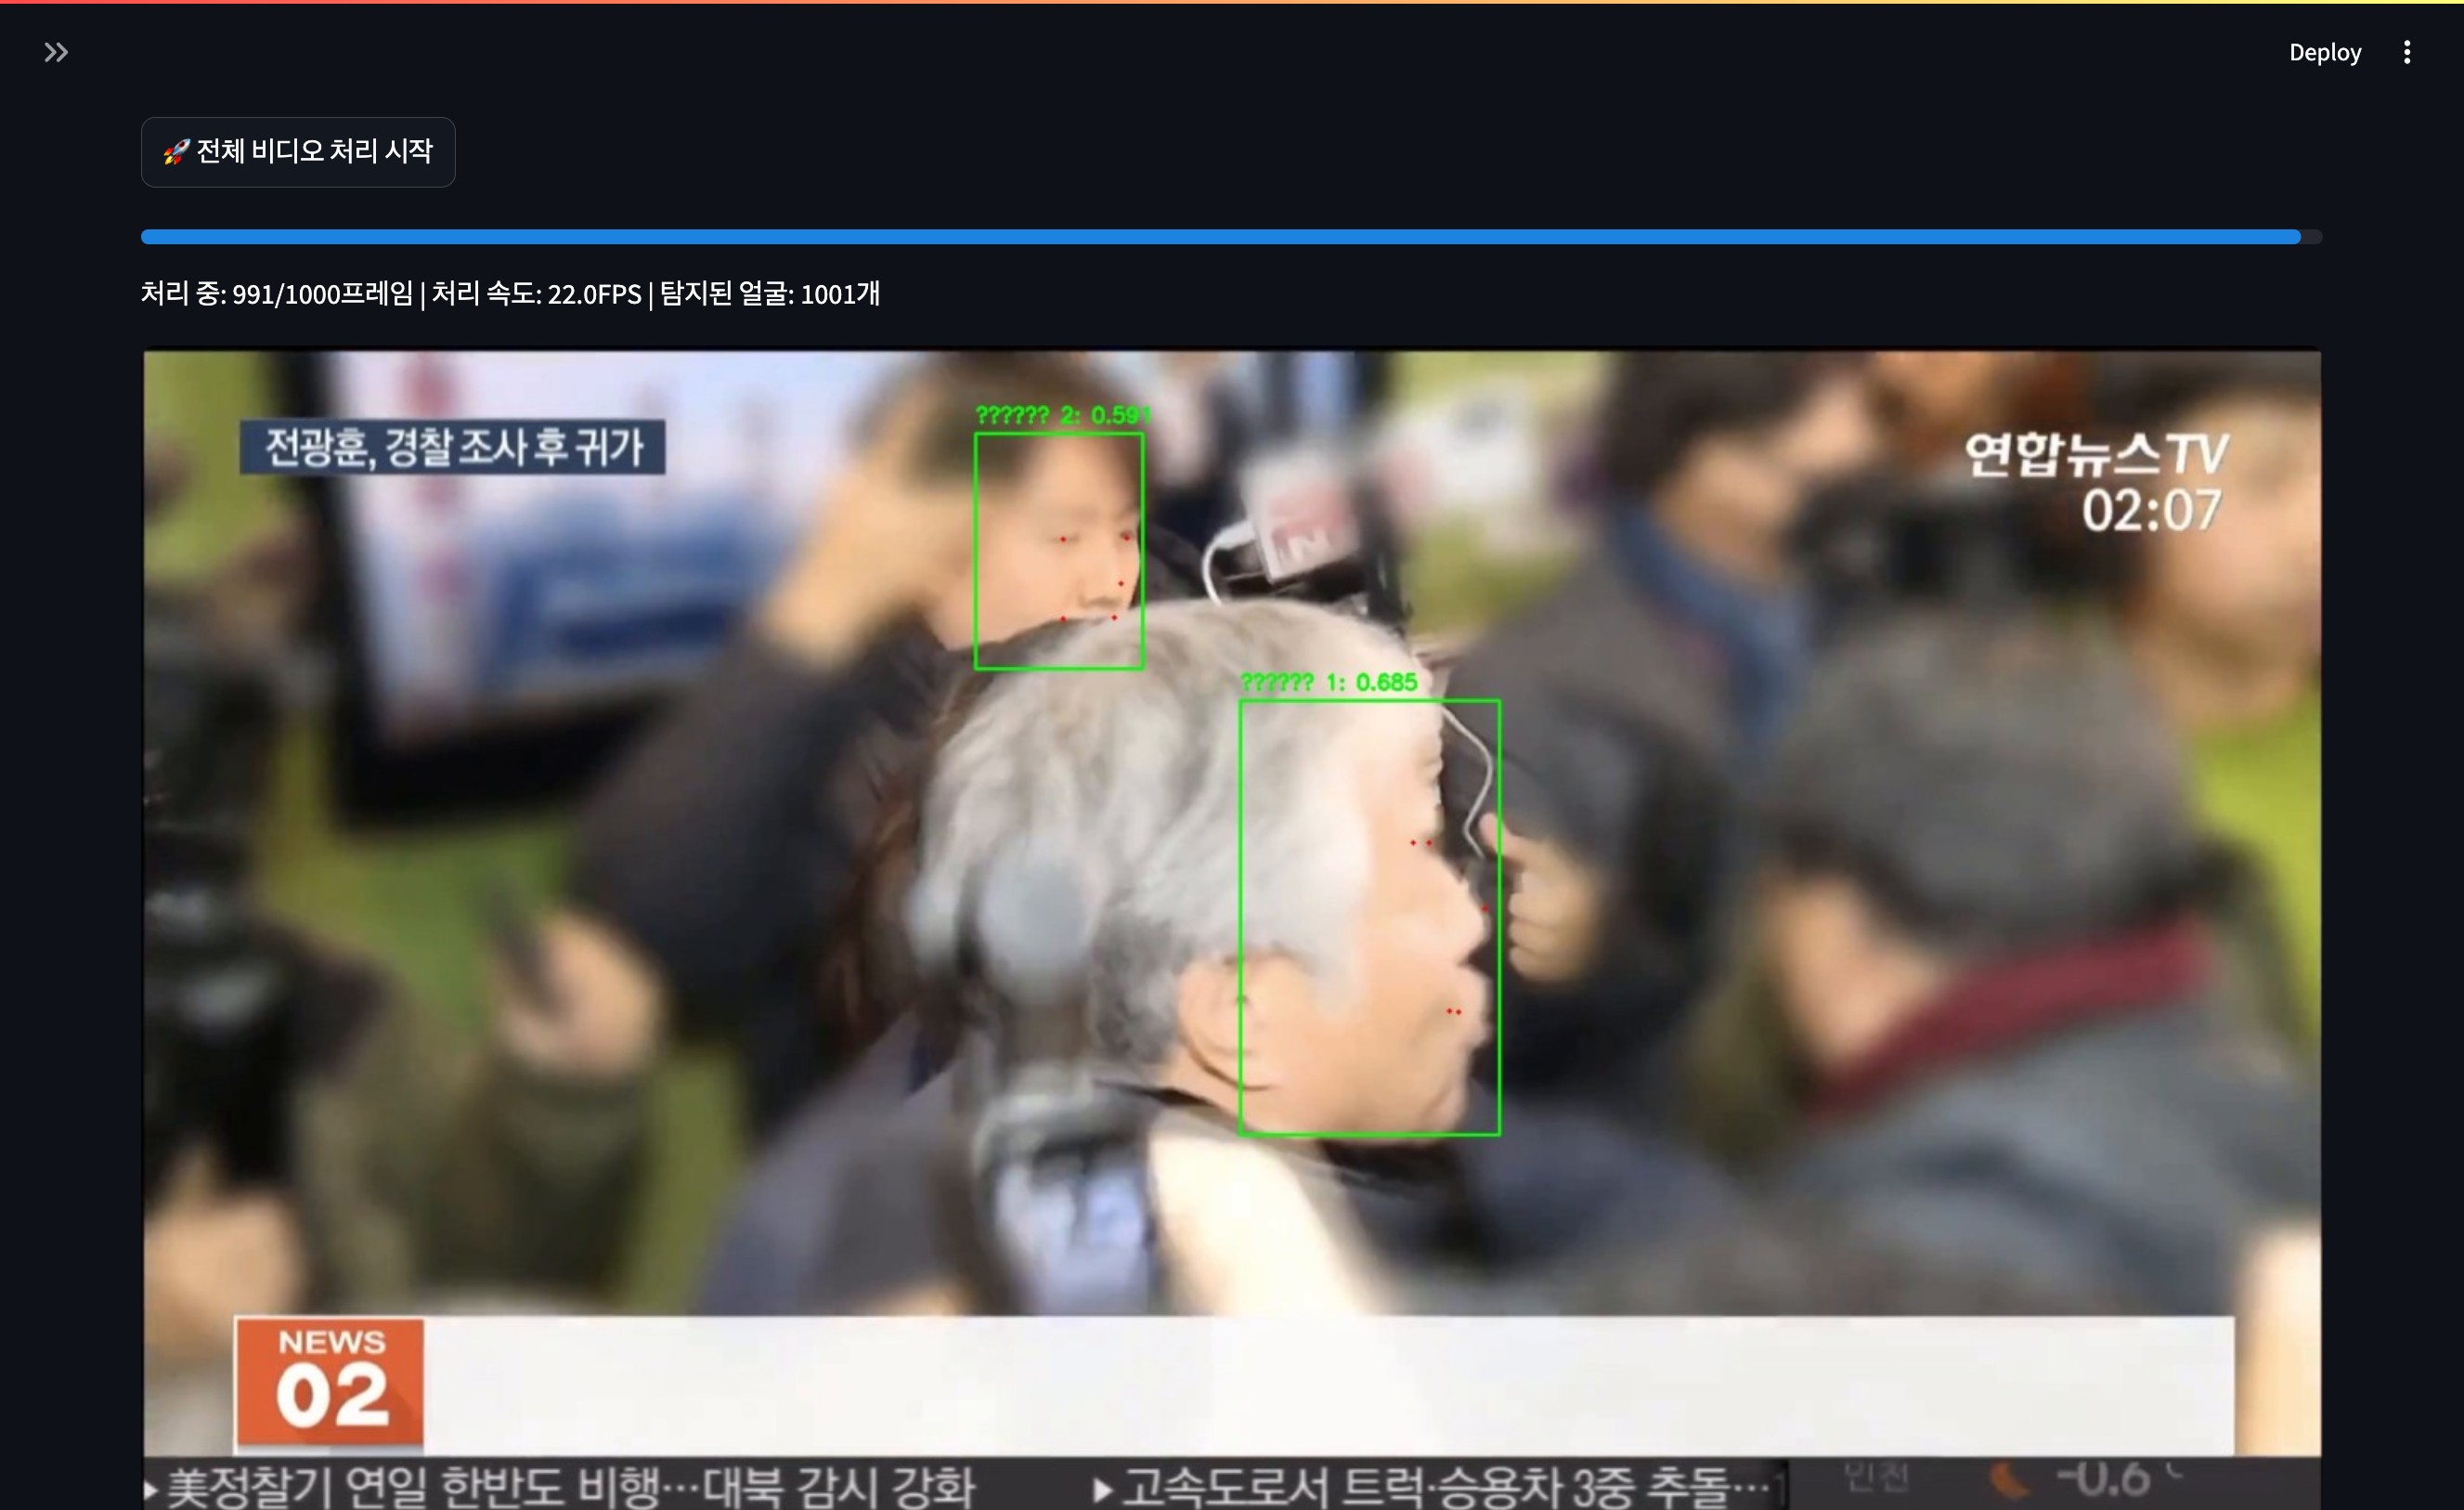 Deploy
🚀 전체 비디오 처리 시작
처리 중: 991/1000프레임 | 처리 속도: 22.0FPS | 탐지된 얼굴: 1001개
전광훈, 경찰 조사 후 귀가
연합뉴스TV
02:07
?????? 2: 0.591
?????? 1: 0.685
NEWS
02
▶美정찰기 연일 한반도 비행…대북 감시 강화 ▶고속도로서 트럭·승용차 3중 추돌… 인천 -0.6